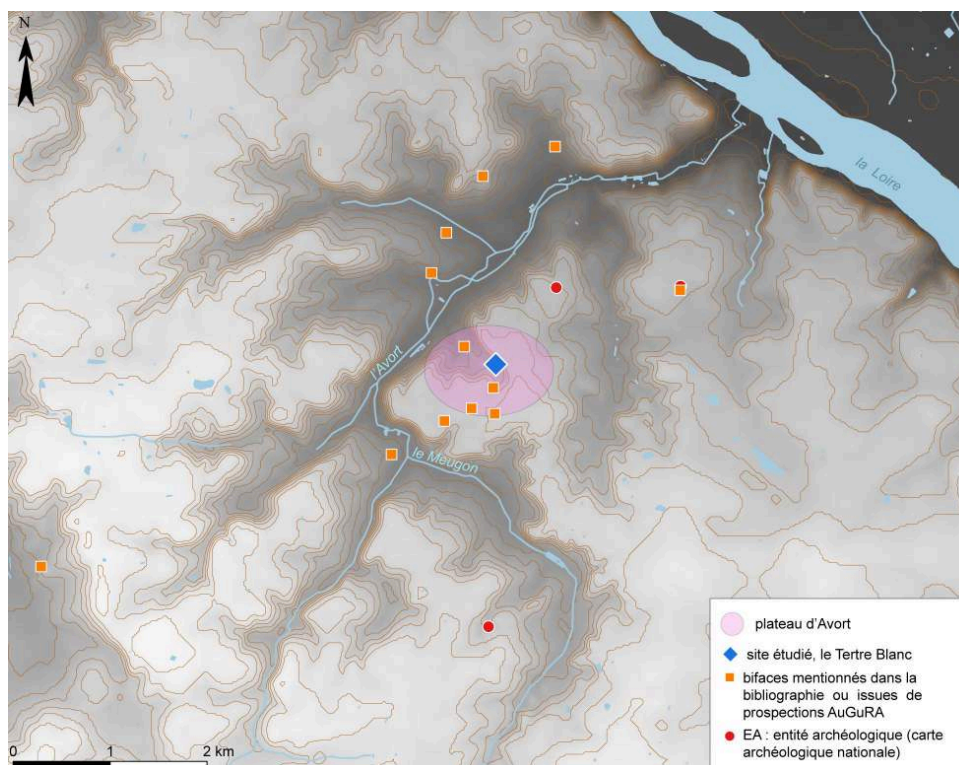 N
la Loire
l'Avort
le Meugon
plateau d'Avort
site étudié, le Tertre Blanc
bifaces mentionnés dans la
bibliographie ou issues de
prospections AuGuRA
EA : entité archéologique (carte
archéologique nationale)
0 1 2 km